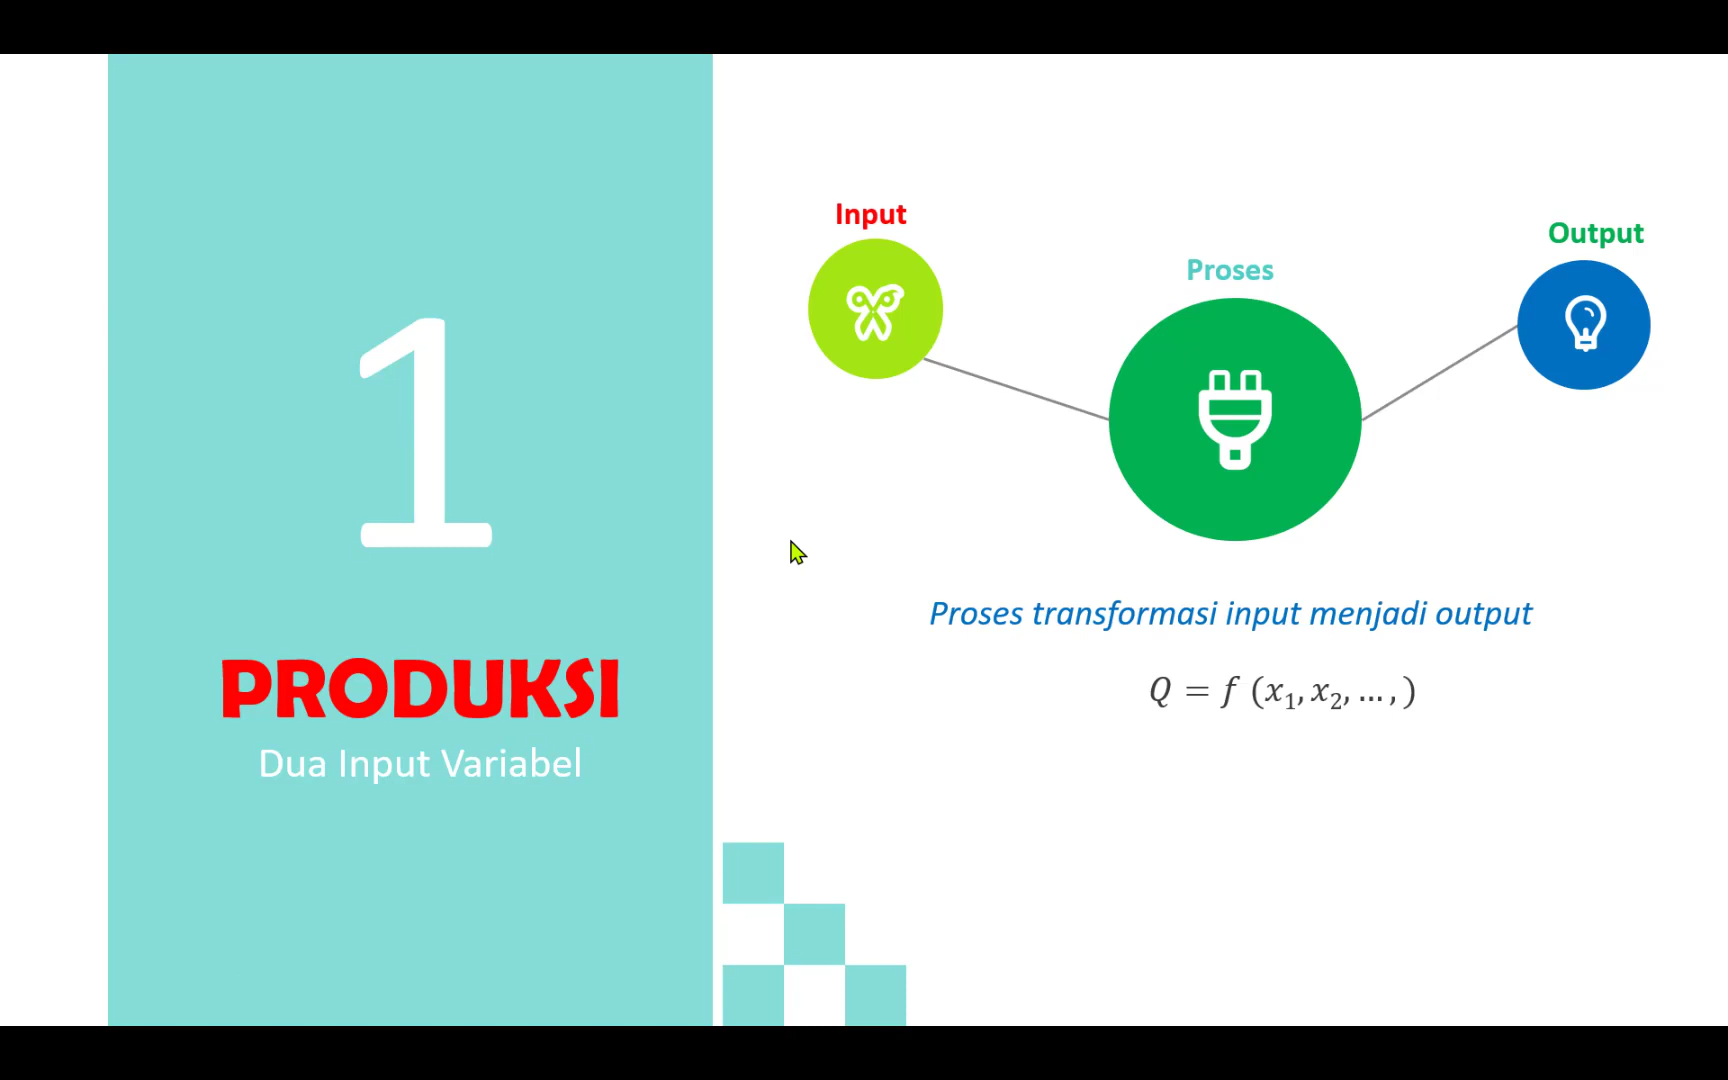 1
PRODUKSI
Dua Input Variabel
Input
Proses
Output
Proses transformasi input menjadi output
Q = f (x₁, x₂, … , )